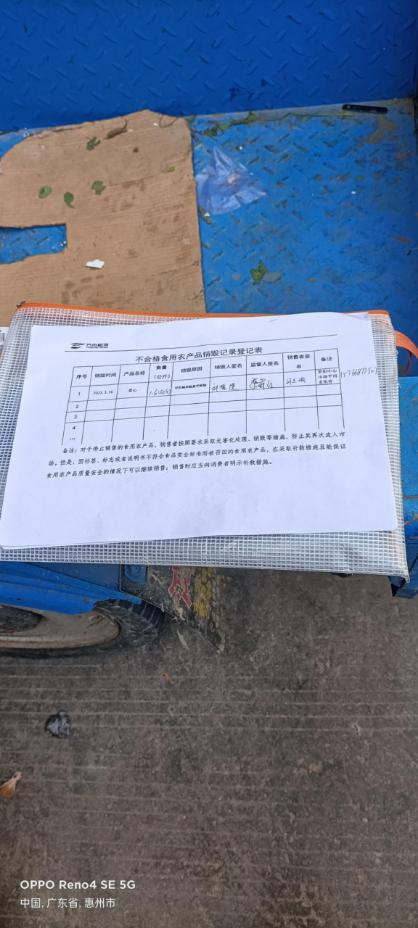 不合格食用农产品销毁记录登记表
序号 销毁时间 产品名称 数量（公斤） 销毁原因 销毁人签名 监督人签名 销售者签名 备注
1 2023.3.16 菜心
2
3
4
...
备注：对于停止销售的食用农产品，销售者按照要求采取无害化处理、销毁等措施，防止其再次流入市
场。但是，因标签、标志或者说明书不符合食品安全标准而被召回的食用农产品，在采取补救措施且能保证
食用农产品质量安全的情况下可以继续销售；销售时应当向消费者明示补救措施。
OPPO Reno4 SE 5G
中国, 广东省, 惠州市